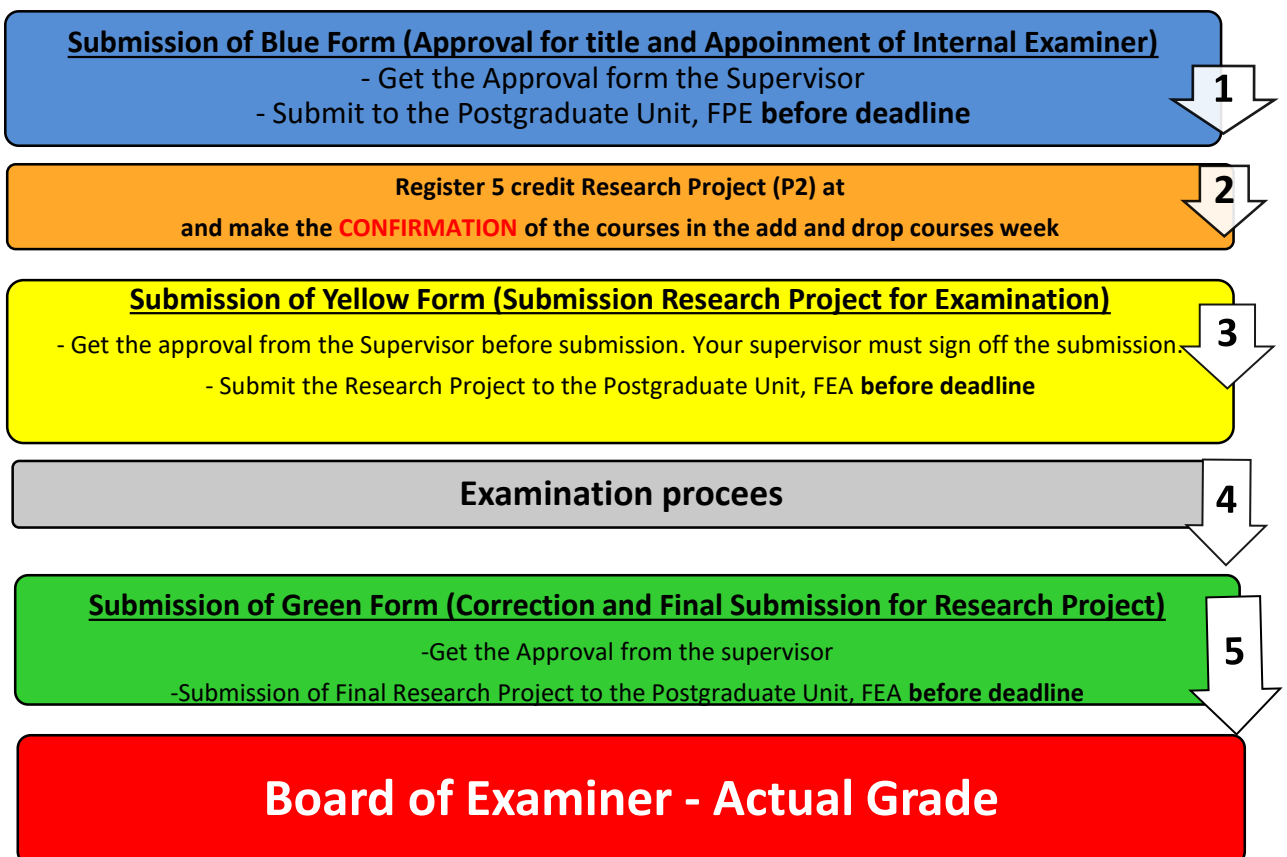 Submission of Blue Form (Approval for title and Appoinment of Internal Examiner)
- Get the Approval form the Supervisor
- Submit to the Postgraduate Unit, FPE before deadline
1
Register 5 credit Research Project (P2) at
and make the CONFIRMATION of the courses in the add and drop courses week
2
Submission of Yellow Form (Submission Research Project for Examination)
- Get the approval from the Supervisor before submission. Your supervisor must sign off the submission.
- Submit the Research Project to the Postgraduate Unit, FEA before deadline
3
Examination procees
4
Submission of Green Form (Correction and Final Submission for Research Project)
-Get the Approval from the supervisor
-Submission of Final Research Project to the Postgraduate Unit, FEA before deadline
5
Board of Examiner - Actual Grade